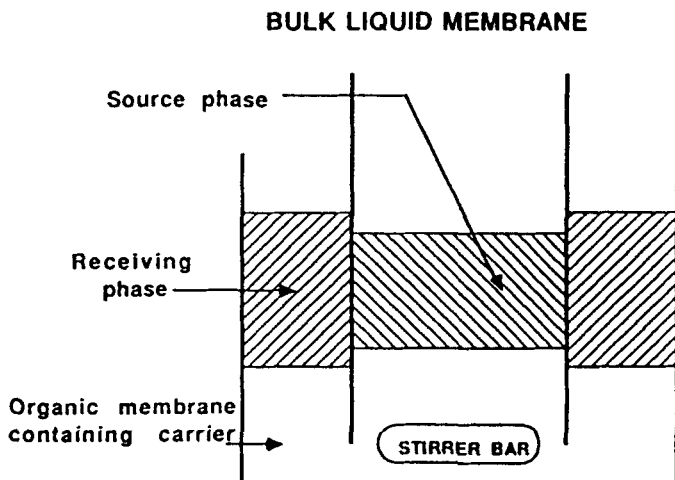 BULK LIQUID MEMBRANE
Source phase
Receiving
phase
Organic membrane
containing carrier
STIRRER BAR